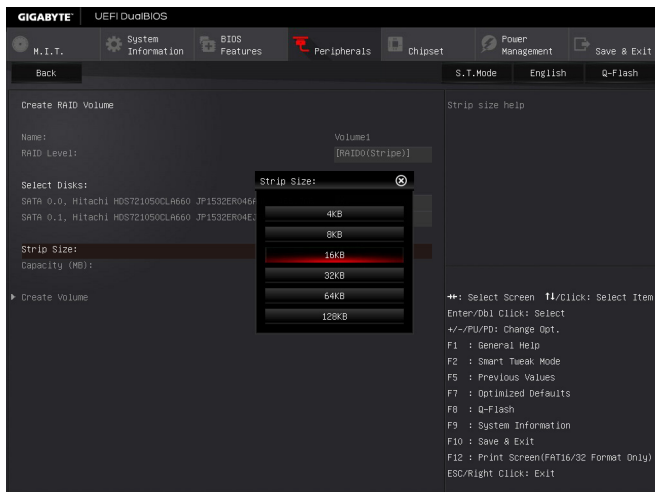 GIGABYTE™ UEFI DualBIOS
M.I.T. System Information BIOS Features Peripherals Chipset Power Management Save & Exit
Back S.T.Mode English Q-Flash
Create RAID Volume
Strip size help
Name: Volume1
RAID Level: [RAID0(Stripe)]
Select Disks:
SATA 0.0, Hitachi HDS721050CLA660
SATA 0.1, Hitachi HDS721050CLA660
Strip Size:
Capacity (MB):
Create Volume
Strip Size:
4KB
8KB
16KB
32KB
64KB
128KB
→←: Select Screen ↑↓/Click: Select Item
Enter/Dbl Click: Select
+/-/PU/PD: Change Opt.
F1 : General Help
F2 : Smart Tweak Mode
F5 : Previous Values
F7 : Optimized Defaults
F8 : Q-Flash
F9 : System Information
F10 : Save & Exit
F12 : Print Screen(FAT16/32 Format Only)
ESC/Right Click: Exit